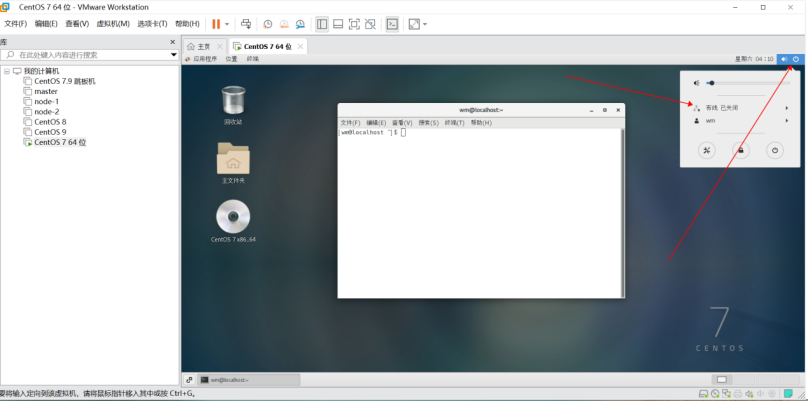 CentOS 7 64 位 - VMware Workstation
文件(F) 编辑(E) 查看(V) 虚拟机(M) 选项卡(T) 帮助(H)
库
在此处键入内容进行搜索
我的计算机
CentOS 7.9 跳板机
master
node-1
node-2
CentOS 8
CentOS 9
CentOS 7 64 位
主页
CentOS 7 64 位
应用程序 位置 终端
星期六 04:10
回收站
主文件夹
CentOS 7 x86_64
wm@localhost:~
文件(F) 编辑(E) 查看(V) 搜索(S) 终端(T) 帮助(H)
[wm@localhost ~]$
有线 已关闭
wm
7
CENTOS
wm@localhost:~
要将输入定向到该虚拟机，请将鼠标指针移入其中或按 Ctrl+G。